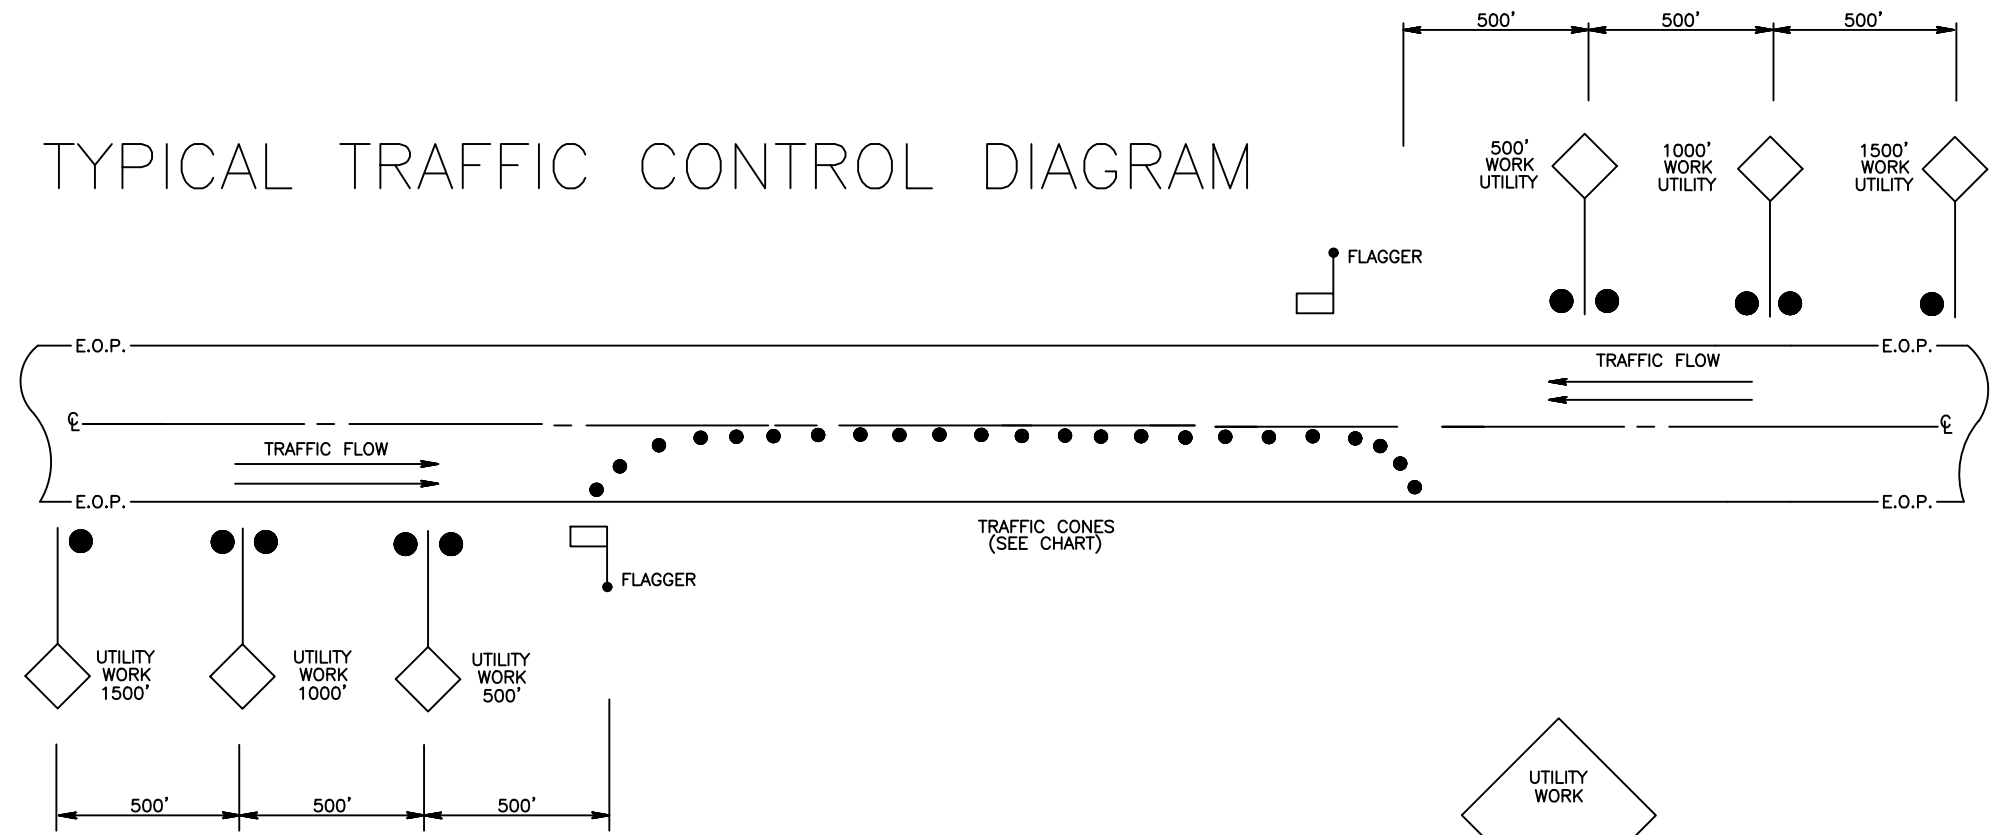 500' 500' 500'
TYPICAL TRAFFIC CONTROL DIAGRAM
500'
WORK
UTILITY
1000'
WORK
UTILITY
1500'
WORK
UTILITY
FLAGGER
E.O.P. E.O.P.
TRAFFIC FLOW
℄ ℄
TRAFFIC FLOW
E.O.P. E.O.P.
TRAFFIC CONES
(SEE CHART)
FLAGGER
UTILITY
WORK
1500'
UTILITY
WORK
1000'
UTILITY
WORK
500'
UTILITY
WORK
500' 500' 500'